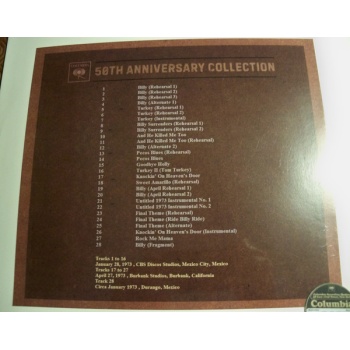 50TH ANNIVERSARY COLLECTION
1 Billy (Rehearsal 1)
2 Billy (Rehearsal 2)
3 Billy (Rehearsal 3)
4 Billy (Alternate 1)
5 Turkey (Rehearsal 1)
6 Turkey (Rehearsal 2)
7 Turkey (Instrumental)
8 Billy Surrenders (Rehearsal 1)
9 Billy Surrenders (Rehearsal 2)
10 And He Killed Me Too
11 And He Killed Me Too (Rehearsal)
12 Billy (Alternate 2)
13 Pecos Blues (Rehearsal)
14 Pecos Blues
15 Goodbye Holly
16 Turkey II (Tom Turkey)
17 Knockin' On Heaven's Door
18 Sweet Amarillo (Rehearsal)
19 Billy (April Rehearsal 1)
20 Billy (April Rehearsal 2)
21 Untitled 1973 Instrumental No. 1
22 Untitled 1973 Instrumental No. 2
23 Final Theme (Rehearsal)
24 Final Theme (Ride Billy Ride)
25 Final Theme (Alternate)
26 Knockin' On Heaven's Door (Instrumental)
27 Rock Me Mama
28 Billy (Fragment)
Tracks 1 to 16
January 20, 1973 , CBS Discos Studios, Mexico City, Mexico
Tracks 17 to 27
April 27, 1973 , Burbank Studios, Burbank, California
Track 28
Circa January 1973 , Durango, Mexico
Columbia